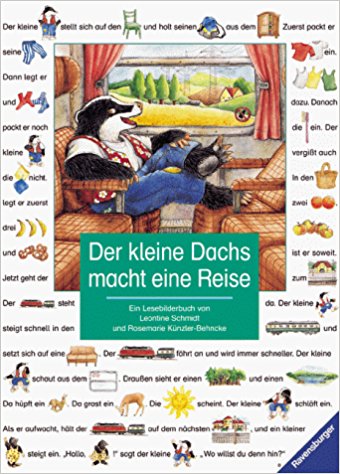 Der kleine stellt sich auf den und holt seinen aus dem Zuerst packt er
seine ein.
Dann legt er
und dazu. Danach
packt er noch
kleine die ein. Der
die nicht. vergißt auch
In den
legt er zuerst zwei
drei
und ist er soweit.
Jetzt geht der zum
Der kleine Dachs
macht eine Reise
Ein Lesebilderbuch von
Leontine Schmidt
und Rosemarie Künzler-Behncke
Der steht da. Der kleine
steigt schnell in den und
setzt sich auf eine Der fährt an und wird immer schneller. Der kleine
schaut aus dem Draußen sieht er einen und einen
Da hüpft ein Da grast ein Die scheint. Der kleine schläft ein.
Als er aufwacht, hält der auf dem nächsten und ein kleiner
steigt ein. „Hallo, !" sagt der kleine „Wo willst du denn hin?"
Ravensburger